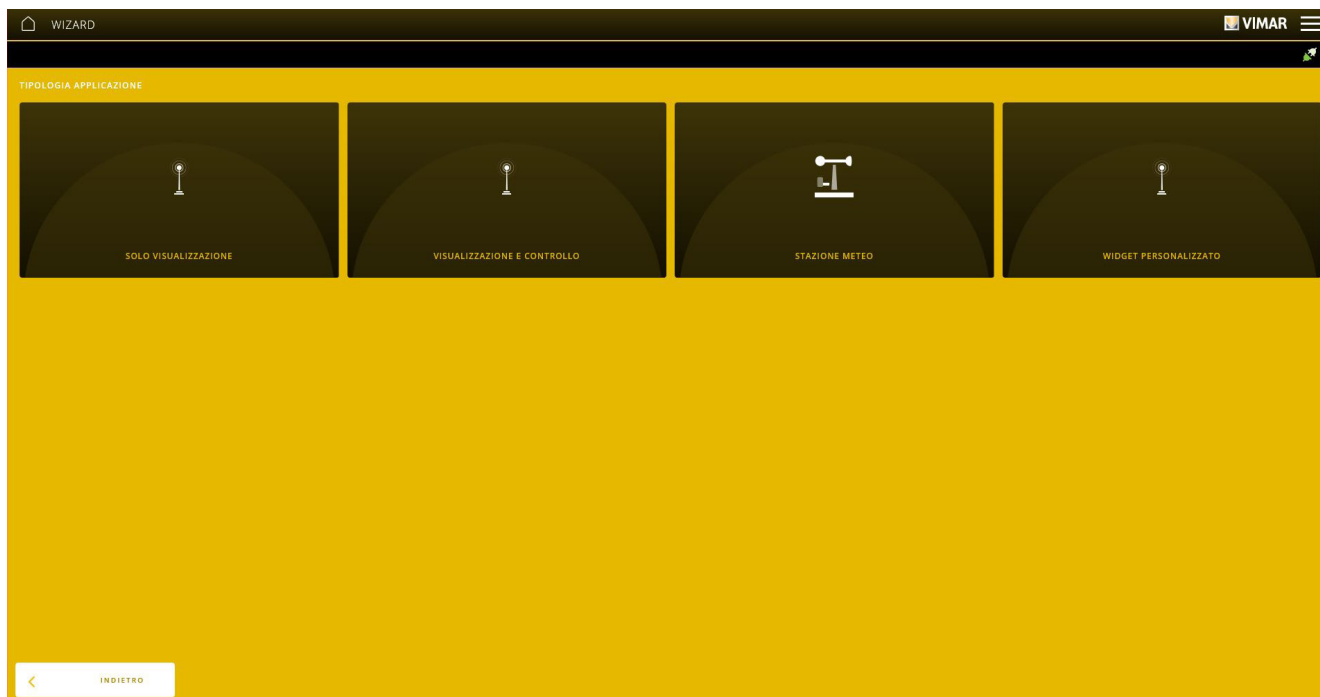 WIZARD
VIMAR
TIPOLOGIA APPLICAZIONE
SOLO VISUALIZZAZIONE
VISUALIZZAZIONE E CONTROLLO
STAZIONE METEO
WIDGET PERSONALIZZATO
INDIETRO